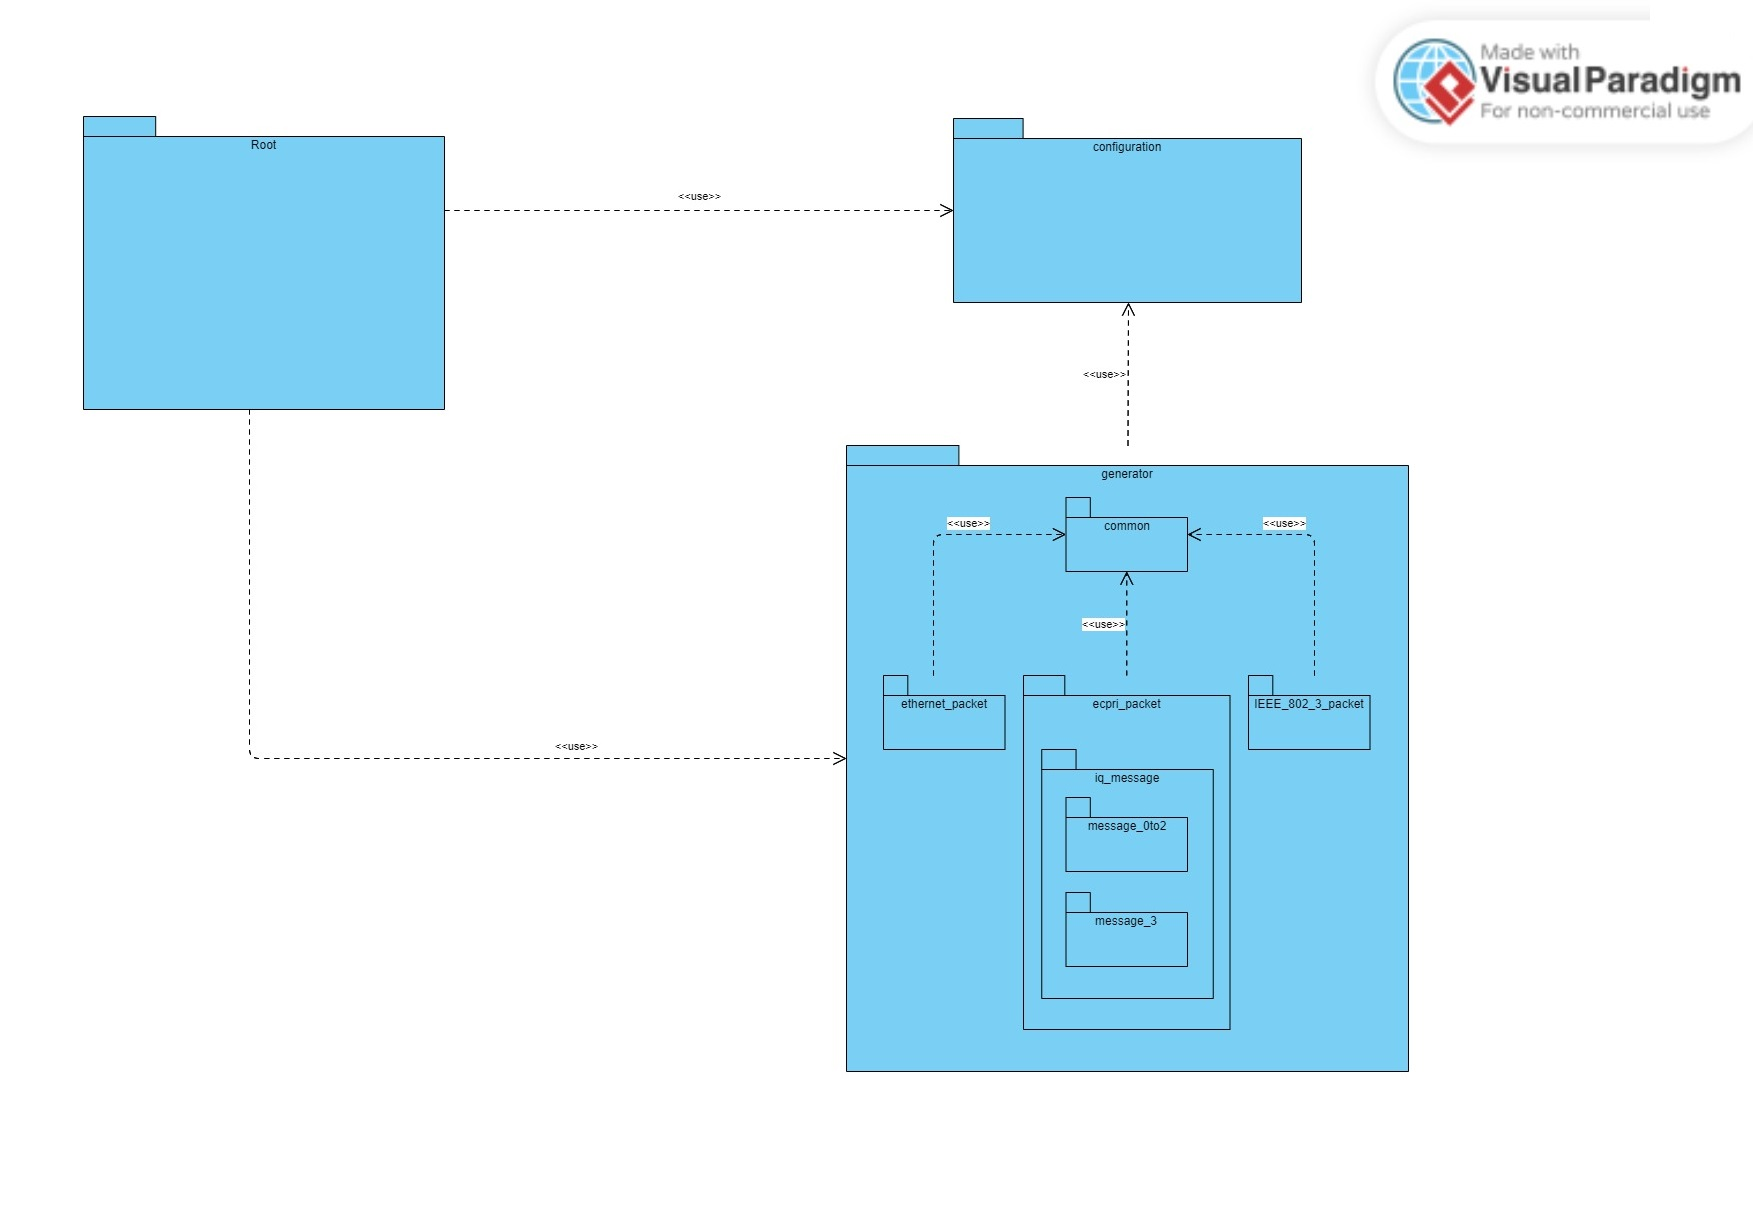 Made with
Visual Paradigm
For non-commercial use
Root
configuration
<<use>>
<<use>>
generator
<<use>>
common
<<use>>
<<use>>
ethernet_packet
ecpri_packet
IEEE_802_3_packet
<<use>>
iq_message
message_0to2
message_3